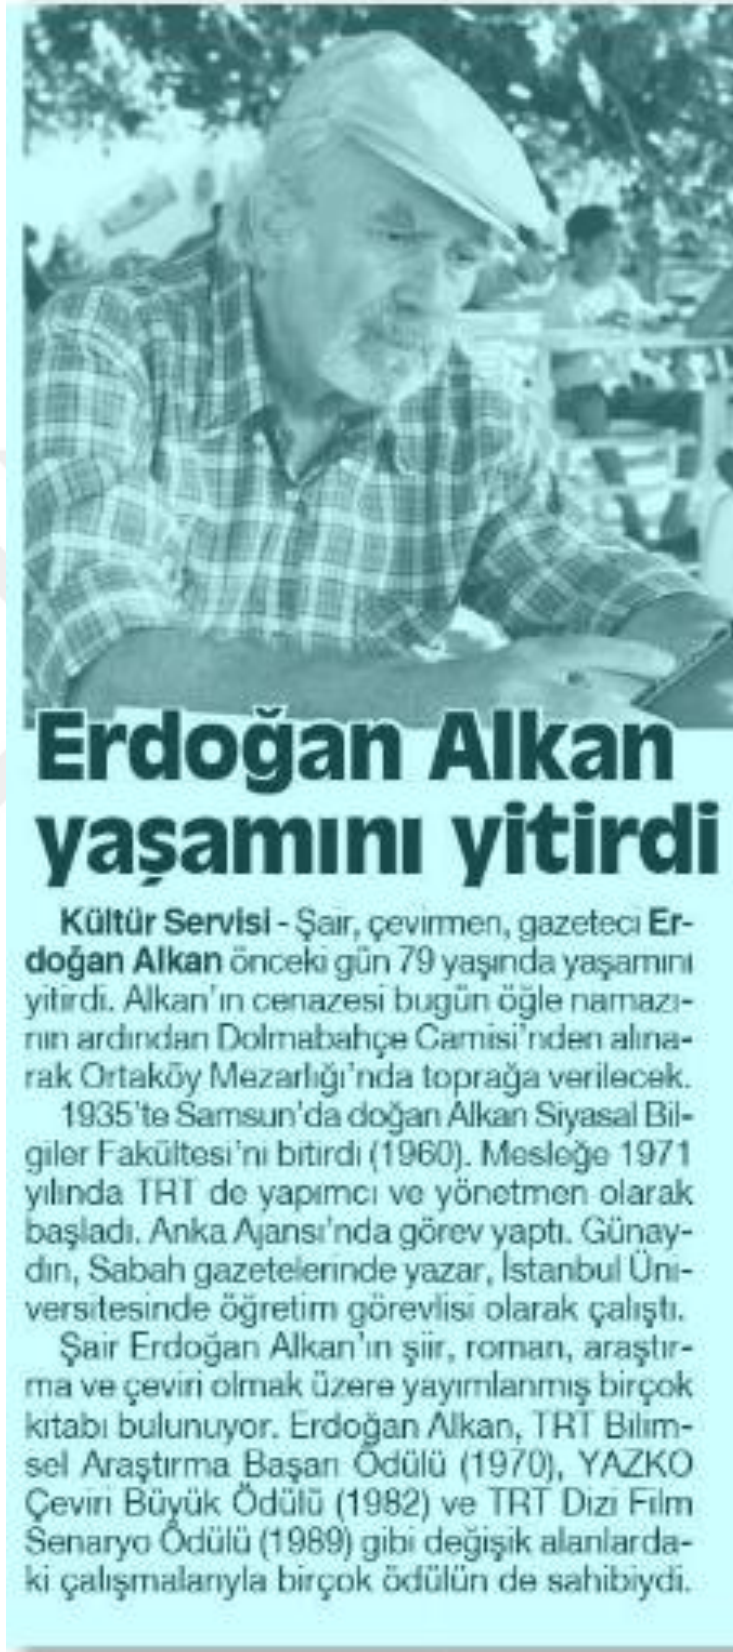 Erdoğan Alkan
yaşamını yitirdi
Kültür Servisi - Şair, çevirmen, gazeteci Er-
doğan Alkan önceki gün 79 yaşında yaşamını
yitirdi. Alkan'ın cenazesi bugün öğle namazı-
nın ardından Dolmabahçe Camisi'nden alına-
rak Ortaköy Mezarlığı'nda toprağa verilecek.
1935'te Samsun'da doğan Alkan Siyasal Bil-
giler Fakültesi'ni bitirdi (1960). Mesleğe 1971
yılında TRT de yapımcı ve yönetmen olarak
başladı. Anka Ajansı'nda görev yaptı. Günay-
dın, Sabah gazetelerinde yazar, İstanbul Üni-
versitesinde öğretim görevlisi olarak çalıştı.
Şair Erdoğan Alkan'ın şiir, roman, araştır-
ma ve çeviri olmak üzere yayımlanmış birçok
kitabı bulunuyor. Erdoğan Alkan, TRT Bilim-
sel Araştırma Başarı Ödülü (1970), YAZKO
Çeviri Büyük Ödülü (1982) ve TRT Dizi Film
Senaryo Ödülü (1989) gibi değişik alanlarda-
ki çalışmalarıyla birçok ödülün de sahibiydi.